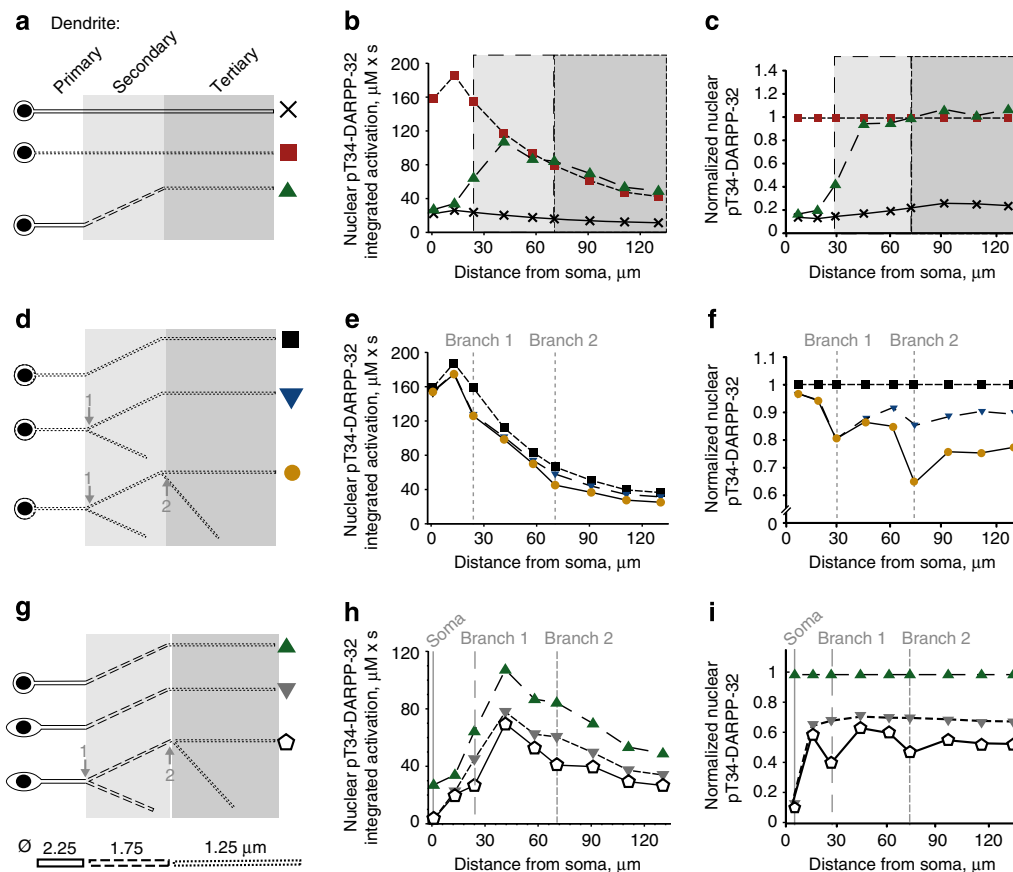 a Dendrite:
Primary
Secondary
Tertiary
b
Nuclear pT34-DARPP-32
integrated activation, µM x s
200
160
120
80
40
0
0 30 60 90 120
Distance from soma, µm
c
Normalized nuclear
pT34-DARPP-32
1.4
1.2
1
0.8
0.6
0.4
0.2
0
0 30 60 90 120
Distance from soma, µm
d
1
1
2
e
Branch 1 Branch 2
Nuclear pT34-DARPP-32
integrated activation, µM x s
200
160
120
80
40
0
0 30 60 90 120
Distance from soma, µm
f
Branch 1 Branch 2
Normalized nuclear
pT34-DARPP-32
1.1
1
0.9
0.8
0.7
0.6
0
0 30 60 90 120
Distance from soma, µm
g
1
2
Ø 2.25 1.75 1.25 µm
h
Soma
Branch 1 Branch 2
Nuclear pT34-DARPP-32
integrated activation, µM x s
120
80
40
0
0 30 60 90 120
Distance from soma, µm
i
Soma
Branch 1 Branch 2
Normalized nuclear
pT34-DARPP-32
1
0.8
0.6
0.4
0.2
0
0 30 60 90 120
Distance from soma, µm